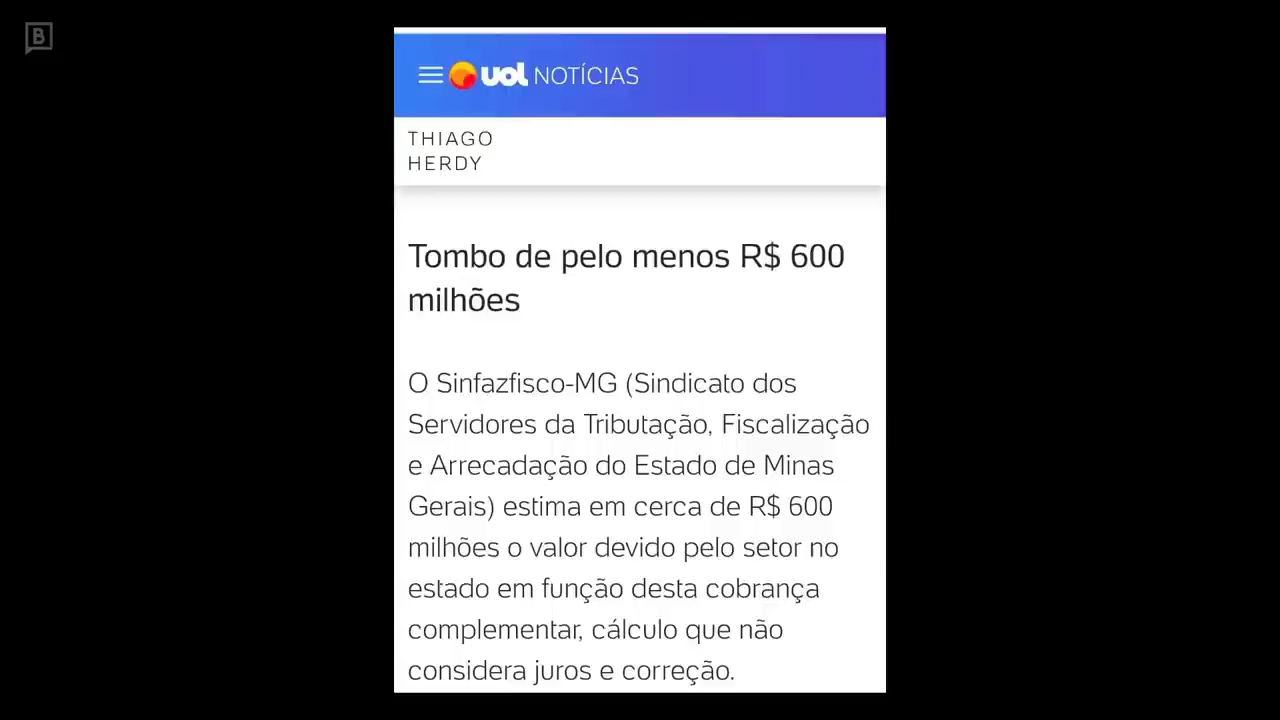 B
uol NOTÍCIAS
THIAGO
HERDY
Tombo de pelo menos R$ 600
milhões
O Sinfazfisco-MG (Sindicato dos
Servidores da Tributação, Fiscalização
e Arrecadação do Estado de Minas
Gerais) estima em cerca de R$ 600
milhões o valor devido pelo setor no
estado em função desta cobrança
complementar, cálculo que não
considera juros e correção.